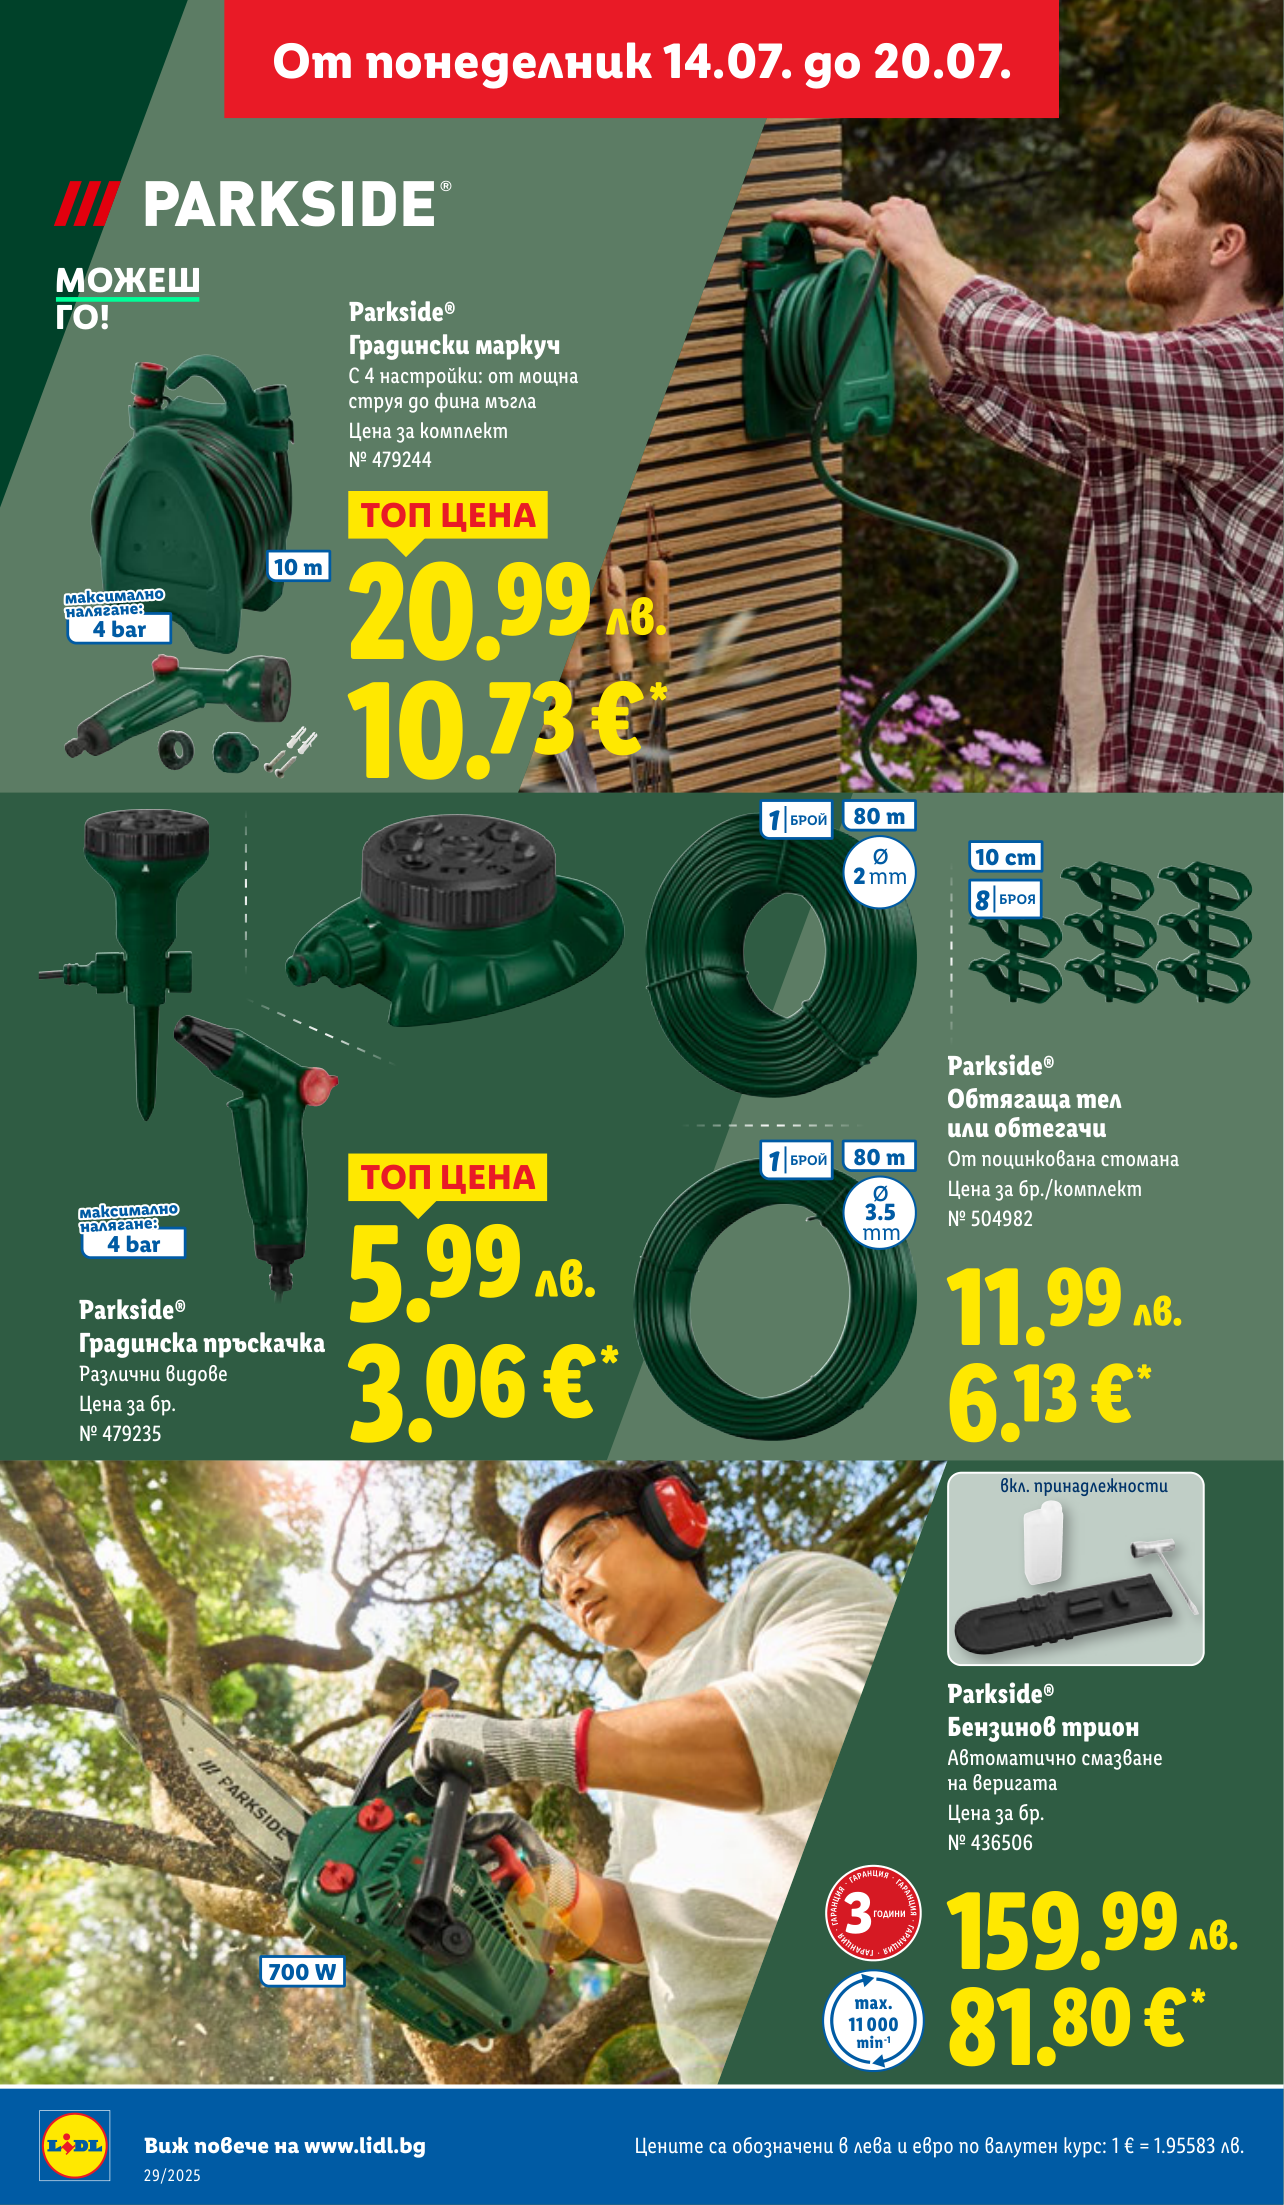 От понеделник 14.07. до 20.07.
PARKSIDE®
МОЖЕШ
ГО!
Parkside®
Градински маркуч
С 4 настройки: от мощна
струя до фина мъгла
Цена за комплект
№ 479244
10 m
максимално
налягане:
4 bar
ТОП ЦЕНА
20.99 лв.
10.73 €*
1 | БРОЙ
80 m
Ø
2 mm
10 cm
8 | БРОЯ
Parkside®
Обтягаща тел
или обтегачи
От поцинкована стомана
Цена за бр./комплект
№ 504982
1 | БРОЙ
80 m
Ø
3.5
mm
11.99 лв.
6.13 €*
максимално
налягане:
4 bar
Parkside®
Градинска пръскачка
Различни видове
Цена за бр.
№ 479235
ТОП ЦЕНА
5.99 лв.
3.06 €*
вкл. принадлежности
Parkside®
Бензинов трион
Автоматично смазване
на веригата
Цена за бр.
№ 436506
/// PARKSIDE
700 W
ГАРАНЦИЯ · ГАРАНЦИЯ · ГАРАНЦИЯ · ГАРАНЦИЯ · ГАРАНЦИЯ
3 ГОДИНИ
max.
11 000
min⁻¹
159.99 лв.
81.80 €*
LIDL
Виж повече на www.lidl.bg
29/2025
Цените са обозначени в лева и евро по валутен курс: 1 € = 1.95583 лв.